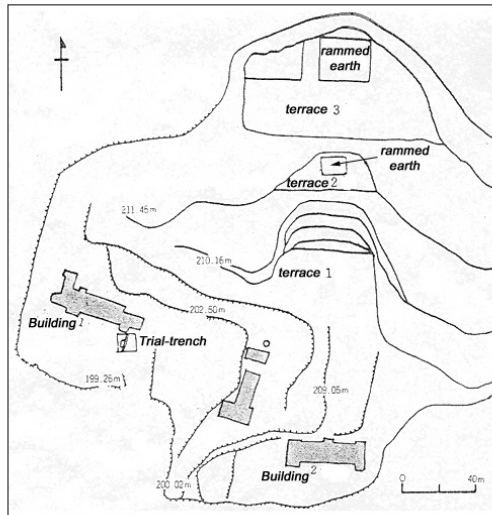 rammed
earth
terrace 3
rammed
earth
terrace 2
211.45m
210.16m
terrace 1
202.50m
Building 1
Trial-trench
199.26m
209.05m
Building 2
200.02m
0 40m